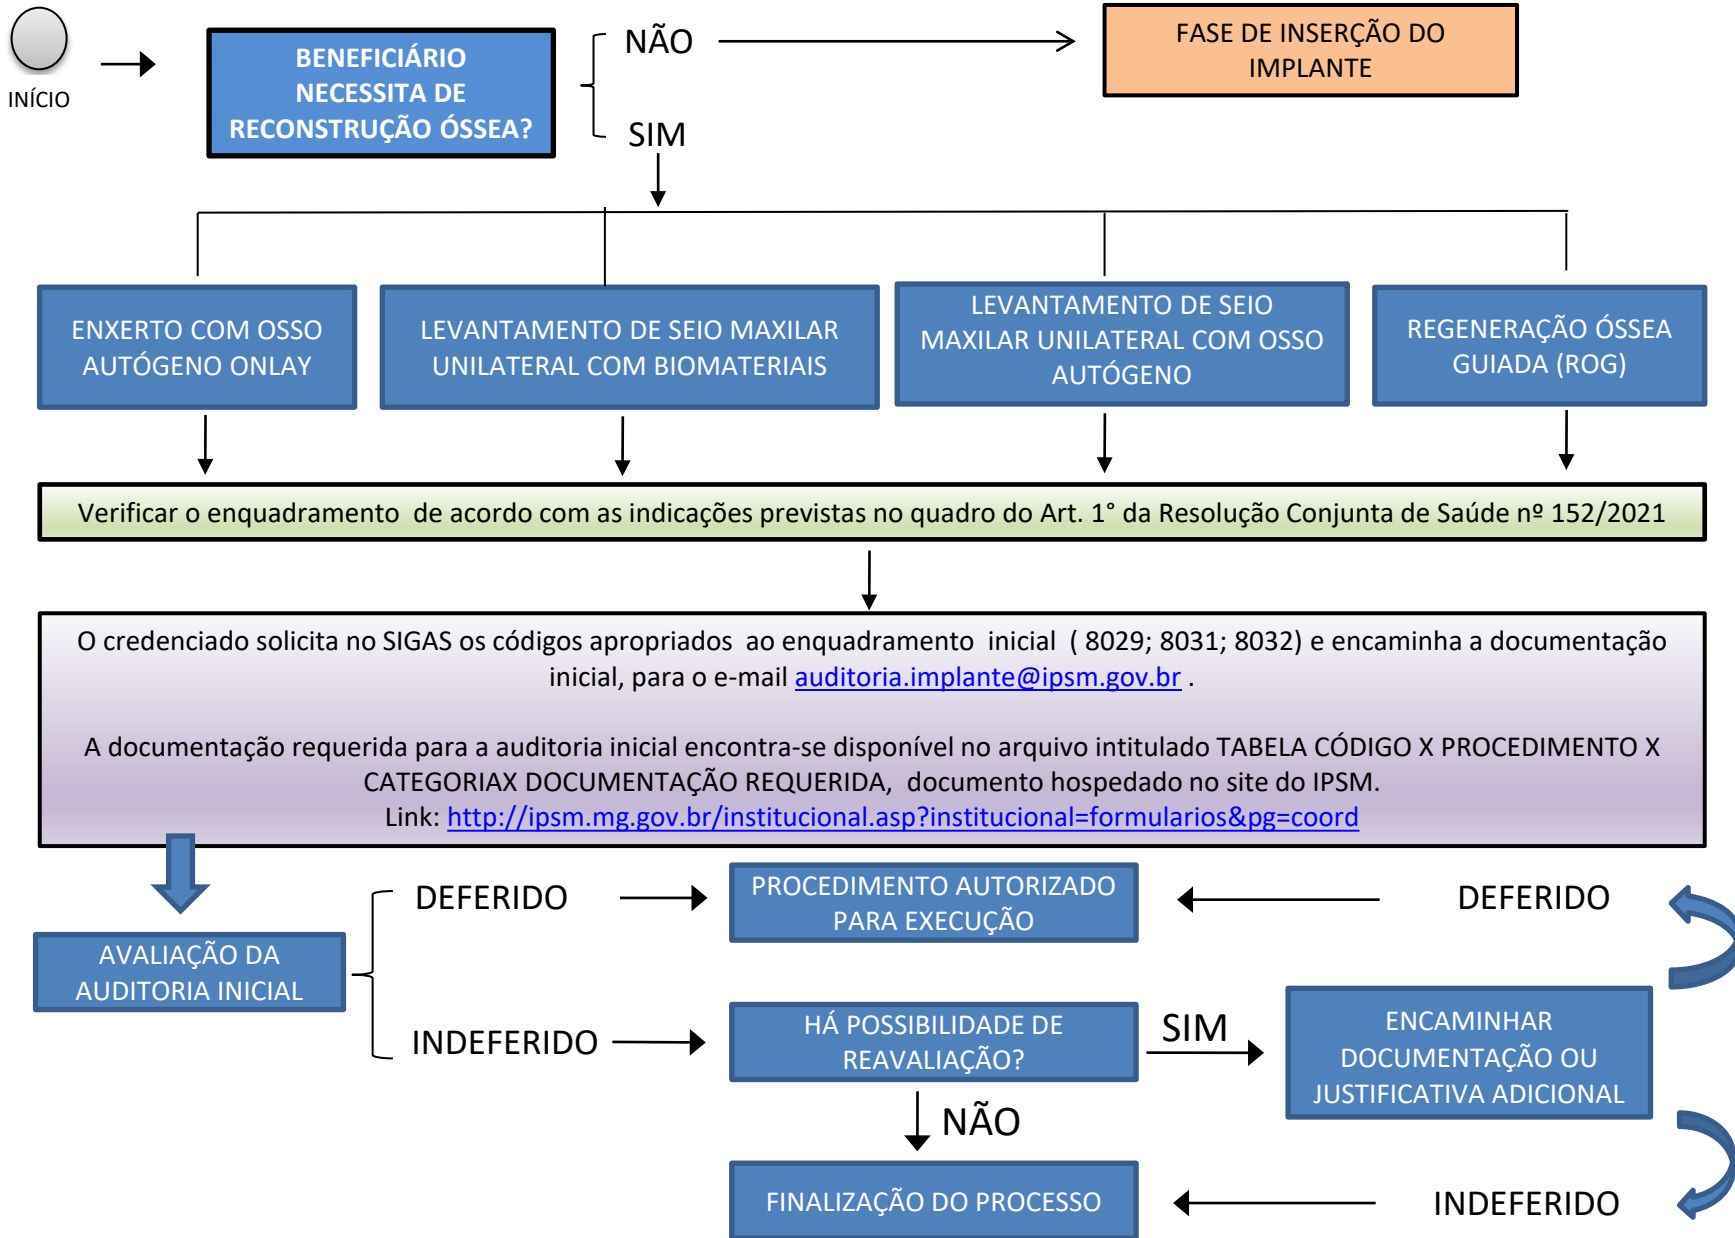 INÍCIO
BENEFICIÁRIO
NECESSITA DE
RECONSTRUÇÃO ÓSSEA?
NÃO
SIM
FASE DE INSERÇÃO DO
IMPLANTE
ENXERTO COM OSSO
AUTÓGENO ONLAY
LEVANTAMENTO DE SEIO MAXILAR
UNILATERAL COM BIOMATERIAIS
LEVANTAMENTO DE SEIO
MAXILAR UNILATERAL COM OSSO
AUTÓGENO
REGENERAÇÃO ÓSSEA
GUIADA (ROG)
Verificar o enquadramento  de acordo com as indicações previstas no quadro do Art. 1° da Resolução Conjunta de Saúde nº 152/2021
O credenciado solicita no SIGAS os códigos apropriados  ao enquadramento  inicial  ( 8029; 8031; 8032) e encaminha a documentação
inicial, para o e-mail auditoria.implante@ipsm.gov.br .
A documentação requerida para a auditoria inicial encontra-se disponível no arquivo intitulado TABELA CÓDIGO X PROCEDIMENTO X
CATEGORIAX DOCUMENTAÇÃO REQUERIDA,  documento hospedado no site do IPSM.
Link: http://ipsm.mg.gov.br/institucional.asp?institucional=formularios&pg=coord
AVALIAÇÃO DA
AUDITORIA INICIAL
DEFERIDO
PROCEDIMENTO AUTORIZADO
PARA EXECUÇÃO
DEFERIDO
INDEFERIDO
HÁ POSSIBILIDADE DE
REAVALIAÇÃO?
SIM
ENCAMINHAR
DOCUMENTAÇÃO OU
JUSTIFICATIVA ADICIONAL
NÃO
FINALIZAÇÃO DO PROCESSO
INDEFERIDO